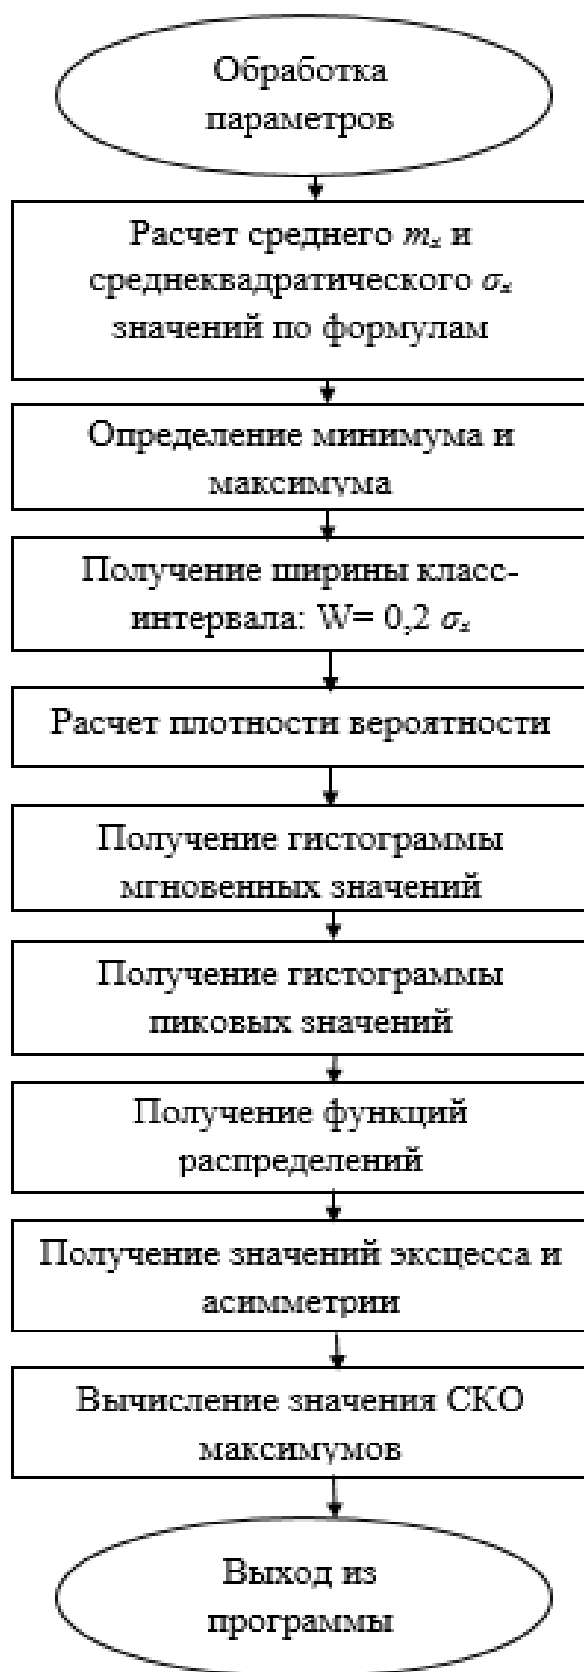 Обработка
параметров
Расчет среднего mₓ и
среднеквадратического σₓ
значений по формулам
Определение минимума и
максимума
Получение ширины класс-
интервала: W= 0,2 σₓ
Расчет плотности вероятности
Получение гистограммы
мгновенных значений
Получение гистограммы
пиковых значений
Получение функций
распределений
Получение значений эксцесса и
асимметрии
Вычисление значения СКО
максимумов
Выход из
программы